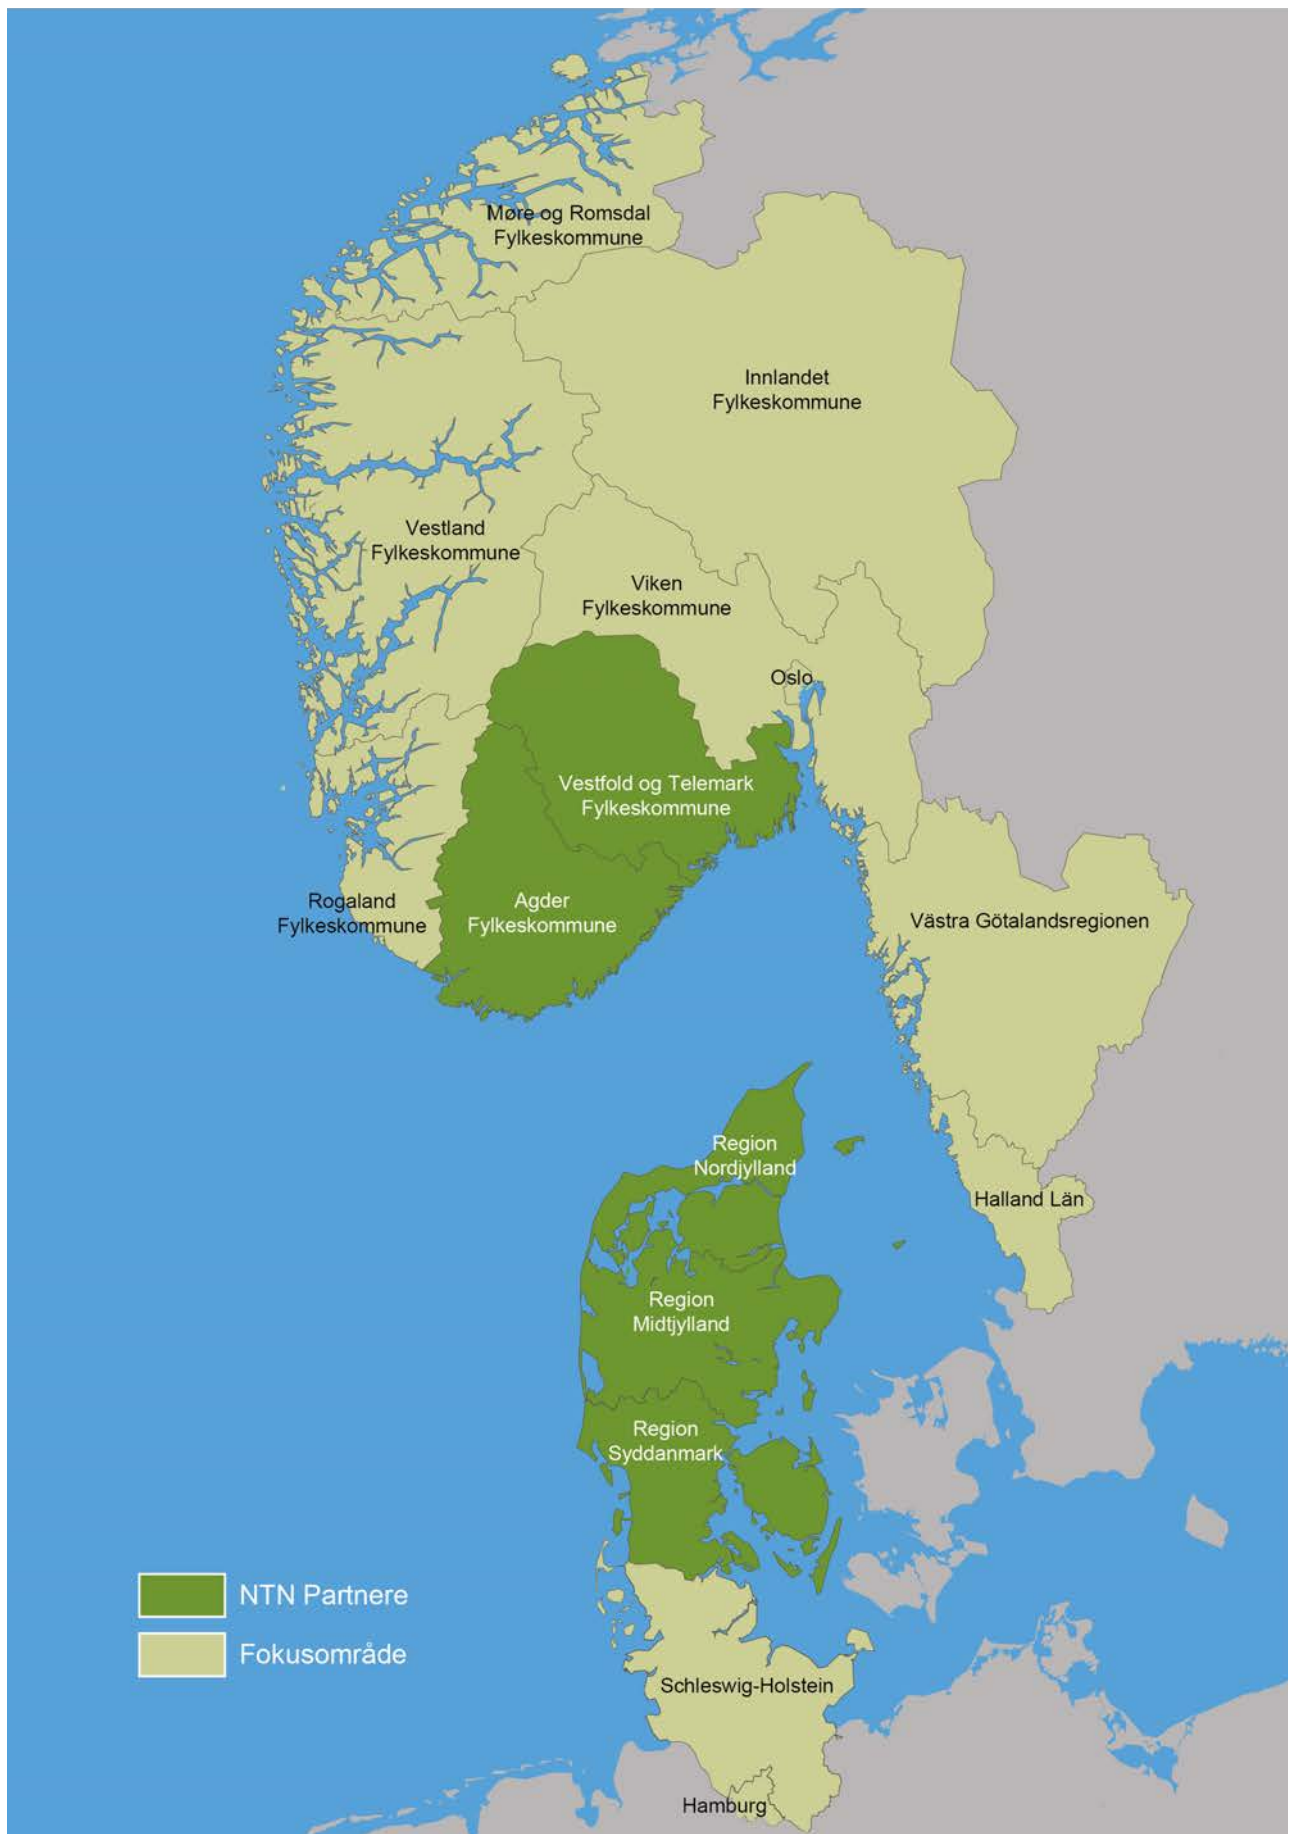 Møre og Romsdal
Fylkeskommune
Innlandet
Fylkeskommune
Vestland
Fylkeskommune
Viken
Fylkeskommune
Oslo
Vestfold og Telemark
Fylkeskommune
Rogaland
Fylkeskommune
Agder
Fylkeskommune
Västra Götalandsregionen
Region
Nordjylland
Halland Län
Region
Midtjylland
Region
Syddanmark
NTN Partnere
Fokusområde
Schleswig-Holstein
Hamburg